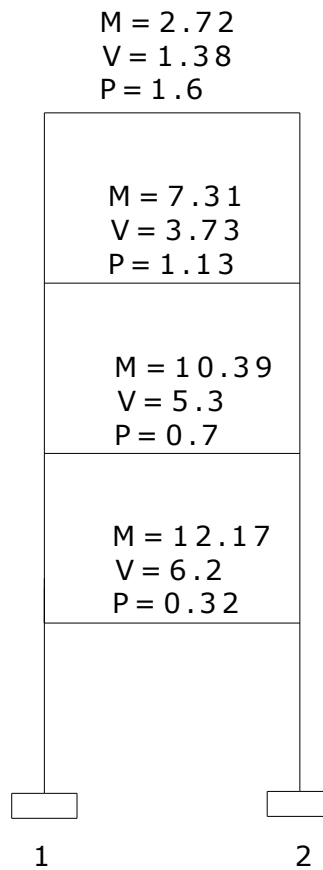 M = 2.72
V = 1.38
P = 1.6
M = 7.31
V = 3.73
P = 1.13
M = 10.39
V = 5.3
P = 0.7
M = 12.17
V = 6.2
P = 0.32
1 2